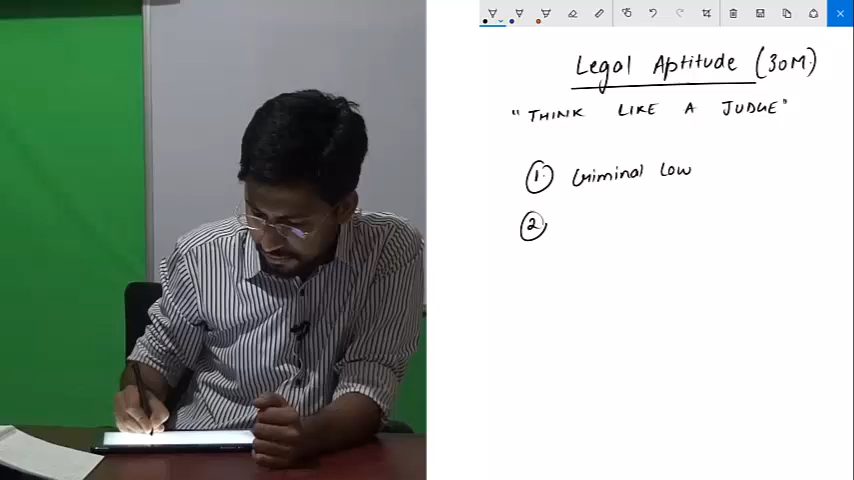 Legal Aptitude (30M)
"THINK LIKE A JUDGE"
1. Criminal Law
2